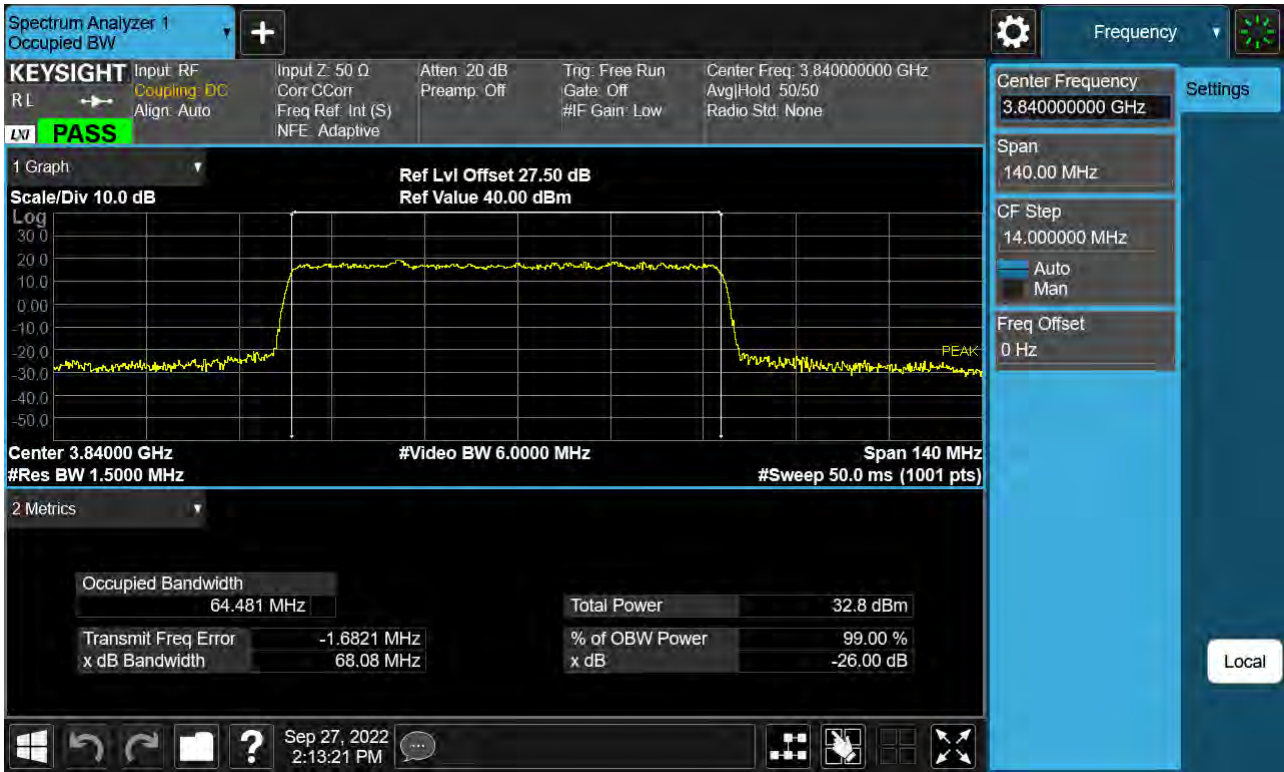 Spectrum Analyzer 1
Occupied BW
+
Frequency
KEYSIGHT
RL
LXI
PASS
Input: RF
Coupling: DC
Align: Auto
Input Z: 50 Ω
Corr CCorr
Freq Ref: Int (S)
NFE: Adaptive
Atten: 20 dB
Preamp: Off
Trig: Free Run
Gate: Off
#IF Gain: Low
Center Freq: 3.840000000 GHz
Avg|Hold: 50/50
Radio Std: None
Center Frequency
3.840000000 GHz
Settings
Span
140.00 MHz
CF Step
14.000000 MHz
Auto
Man
Freq Offset
0 Hz
Local
1 Graph
Scale/Div 10.0 dB
Ref Lvl Offset 27.50 dB
Ref Value 40.00 dBm
Log
30.0
20.0
10.0
0.00
-10.0
-20.0
-30.0
-40.0
-50.0
PEAK
Center 3.84000 GHz
#Video BW 6.0000 MHz
Span 140 MHz
#Res BW 1.5000 MHz
#Sweep 50.0 ms (1001 pts)
2 Metrics
Occupied Bandwidth
64.481 MHz
Total Power 32.8 dBm
Transmit Freq Error -1.6821 MHz
% of OBW Power 99.00 %
x dB Bandwidth 68.08 MHz
x dB -26.00 dB
?
Sep 27, 2022
2:13:21 PM